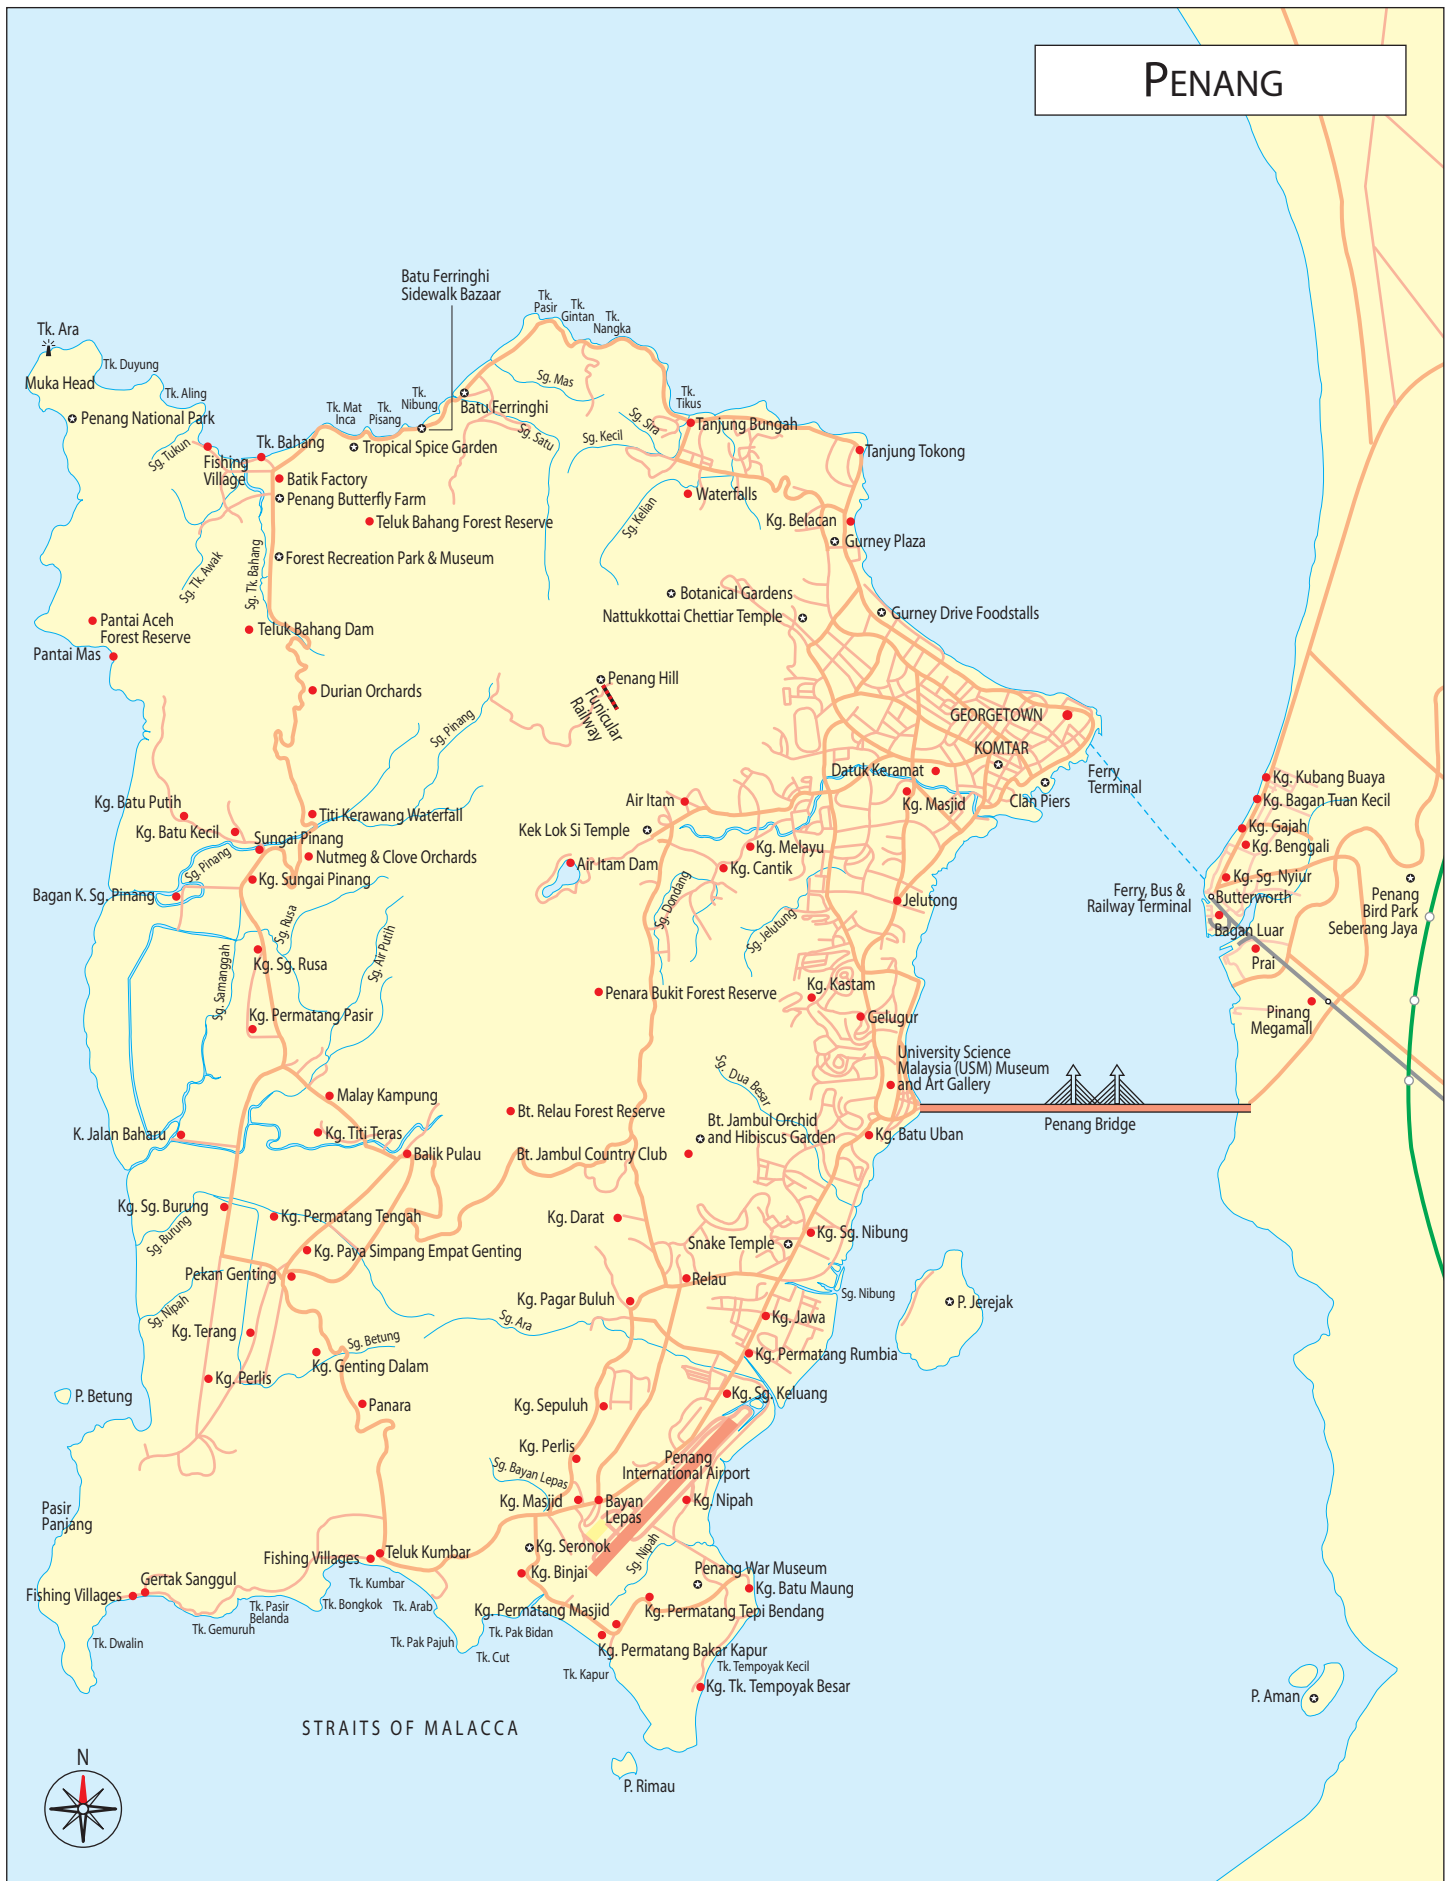 PENANG
Batu Ferringhi
Sidewalk Bazaar
Tk.
Pasir
Tk.
Gintan
Tk.
Nangka
Tk. Ara
Muka Head
Tk. Duyung
Tk. Aling
Penang National Park
Sg. Tukun
Fishing
Village
Tk. Bahang
Tk. Mat
Inca
Tk.
Pisang
Tk.
Nibung
Batu Ferringhi
Sg. Mas
Sg. Satu
Sg. Sira
Sg. Kecil
Tk.
Tikus
Tanjung Bungah
Tanjung Tokong
Tropical Spice Garden
Batik Factory
Penang Butterfly Farm
Teluk Bahang Forest Reserve
Waterfalls
Sg. Kelian
Kg. Belacan
Gurney Plaza
Forest Recreation Park & Museum
Sg. Tk. Awak
Sg. Tk. Bahang
Botanical Gardens
Nattukkottai Chettiar Temple
Gurney Drive Foodstalls
Pantai Aceh
Forest Reserve
Teluk Bahang Dam
Pantai Mas
Durian Orchards
Penang Hill
Funicular
Railway
Sg. Pinang
GEORGETOWN
KOMTAR
Datuk Keramat
Kg. Masjid
Clan Piers
Ferry
Terminal
Kg. Kubang Buaya
Kg. Bagan Tuan Kecil
Kg. Gajah
Kg. Benggali
Kg. Sg. Nyiur
Butterworth
Ferry, Bus &
Railway Terminal
Bagan Luar
Prai
Penang
Bird Park
Seberang Jaya
Pinang
Megamall
Kg. Batu Putih
Kg. Batu Kecil
Titi Kerawang Waterfall
Sungai Pinang
Nutmeg & Clove Orchards
Sg. Pinang
Kg. Sungai Pinang
Bagan K. Sg. Pinang
Air Itam
Kek Lok Si Temple
Air Itam Dam
Kg. Melayu
Kg. Cantik
Sg. Dondang
Sg. Jelutung
Jelutong
Sg. Rusa
Sg. Air Putih
Kg. Sg. Rusa
Sg. Samanggah
Kg. Permatang Pasir
Penara Bukit Forest Reserve
Kg. Kastam
Gelugur
University Science
Malaysia (USM) Museum
and Art Gallery
Sg. Dua Besar
Penang Bridge
Malay Kampung
Bt. Relau Forest Reserve
Bt. Jambul Orchid
and Hibiscus Garden
Kg. Batu Uban
K. Jalan Baharu
Kg. Titi Teras
Balik Pulau
Bt. Jambul Country Club
Kg. Sg. Burung
Sg. Burung
Kg. Permatang Tengah
Kg. Darat
Kg. Sg. Nibung
Snake Temple
Kg. Paya Simpang Empat Genting
Pekan Genting
Relau
Sg. Nibung
P. Jerejak
Sg. Nipah
Kg. Terang
Kg. Pagar Buluh
Sg. Ara
Kg. Jawa
Sg. Betung
Kg. Genting Dalam
Kg. Permatang Rumbia
Kg. Perlis
P. Betung
Panara
Kg. Sepuluh
Kg. Sg. Keluang
Kg. Perlis
Penang
International Airport
Sg. Bayan Lepas
Kg. Masjid
Bayan
Lepas
Kg. Nipah
Pasir
Panjang
Kg. Seronok
Sg. Nipah
Fishing Villages
Teluk Kumbar
Kg. Binjai
Penang War Museum
Kg. Batu Maung
Gertak Sanggul
Fishing Villages
Tk. Kumbar
Tk. Bongkok
Tk. Arab
Tk. Pasir
Belanda
Tk. Gemuruh
Tk. Dwalin
Kg. Permatang Masjid
Kg. Permatang Tepi Bendang
Tk. Pak Pajuh
Tk. Pak Bidan
Tk. Cut
Kg. Permatang Bakar Kapur
Tk. Kapur
Tk. Tempoyak Kecil
Kg. Tk. Tempoyak Besar
P. Aman
STRAITS OF MALACCA
P. Rimau
N